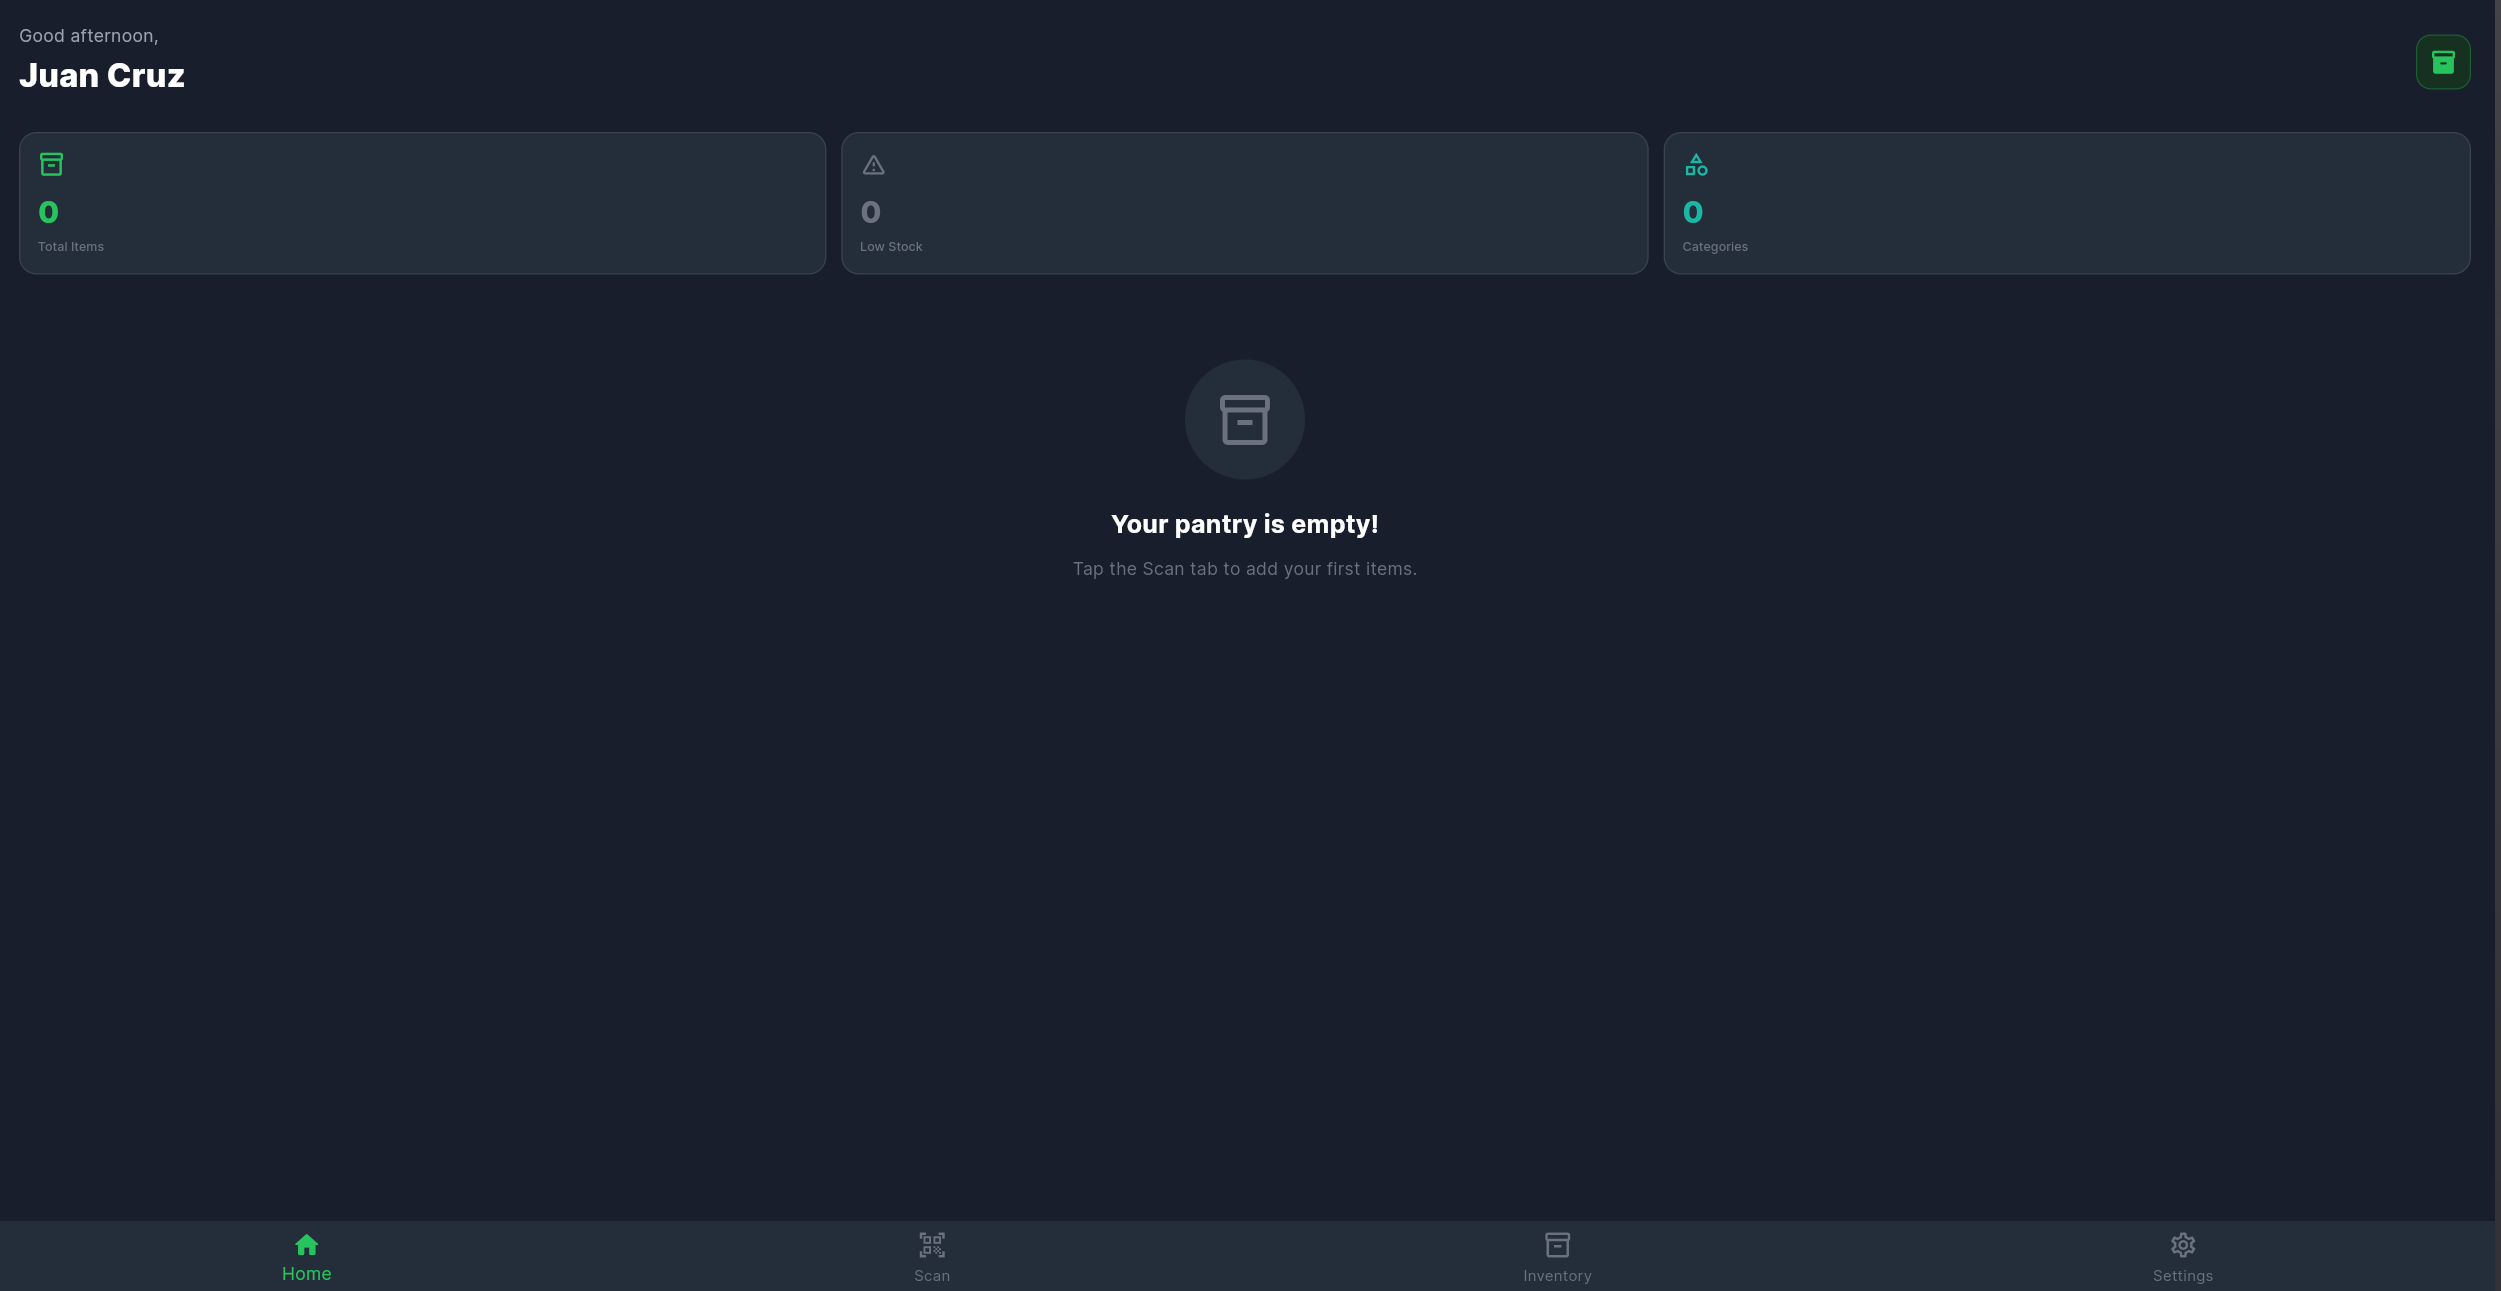 Good afternoon,
Juan Cruz
0
Total Items
0
Low Stock
0
Categories
Your pantry is empty!
Tap the Scan tab to add your first items.
Home
Scan
Inventory
Settings